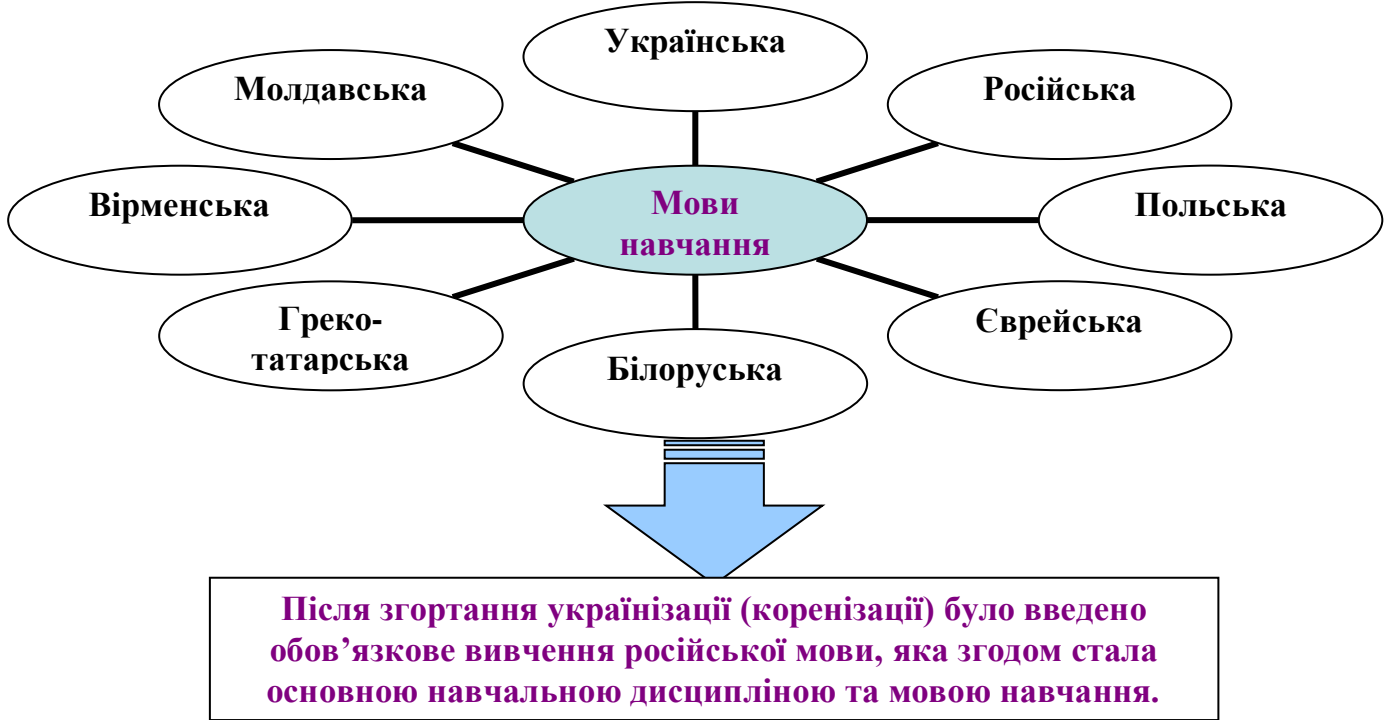 Українська
Молдавська
Російська
Вірменська
Мови
навчання
Польська
Греко-
татарська
Єврейська
Білоруська
Після згортання українізації (коренізації) було введено
обов’язкове вивчення російської мови, яка згодом стала
основною навчальною дисципліною та мовою навчання.